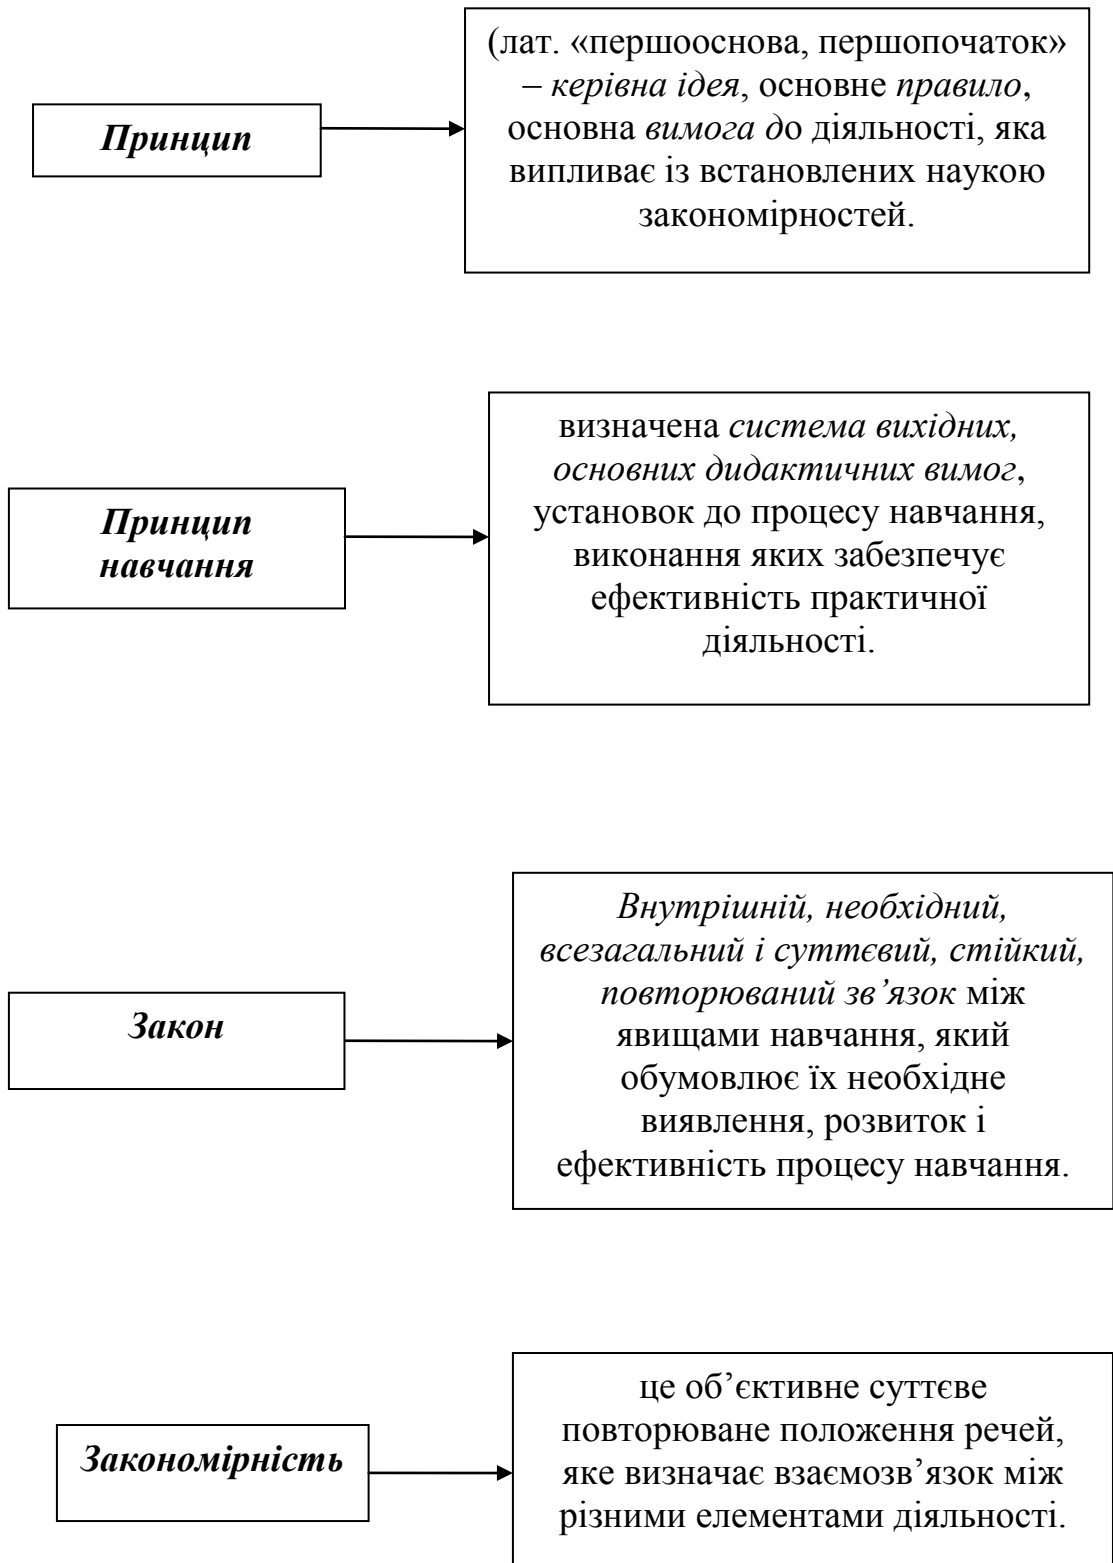 Принцип
(лат. «першооснова, першопочаток»
– керівна ідея, основне правило,
основна вимога до діяльності, яка
випливає із встановлених наукою
закономірностей.
Принцип
навчання
визначена система вихідних,
основних дидактичних вимог,
установок до процесу навчання,
виконання яких забезпечує
ефективність практичної
діяльності.
Закон
Внутрішній, необхідний,
всезагальний і суттєвий, стійкий,
повторюваний зв’язок між
явищами навчання, який
обумовлює їх необхідне
виявлення, розвиток і
ефективність процесу навчання.
Закономірність
це об’єктивне суттєве
повторюване положення речей,
яке визначає взаємозв’язок між
різними елементами діяльності.